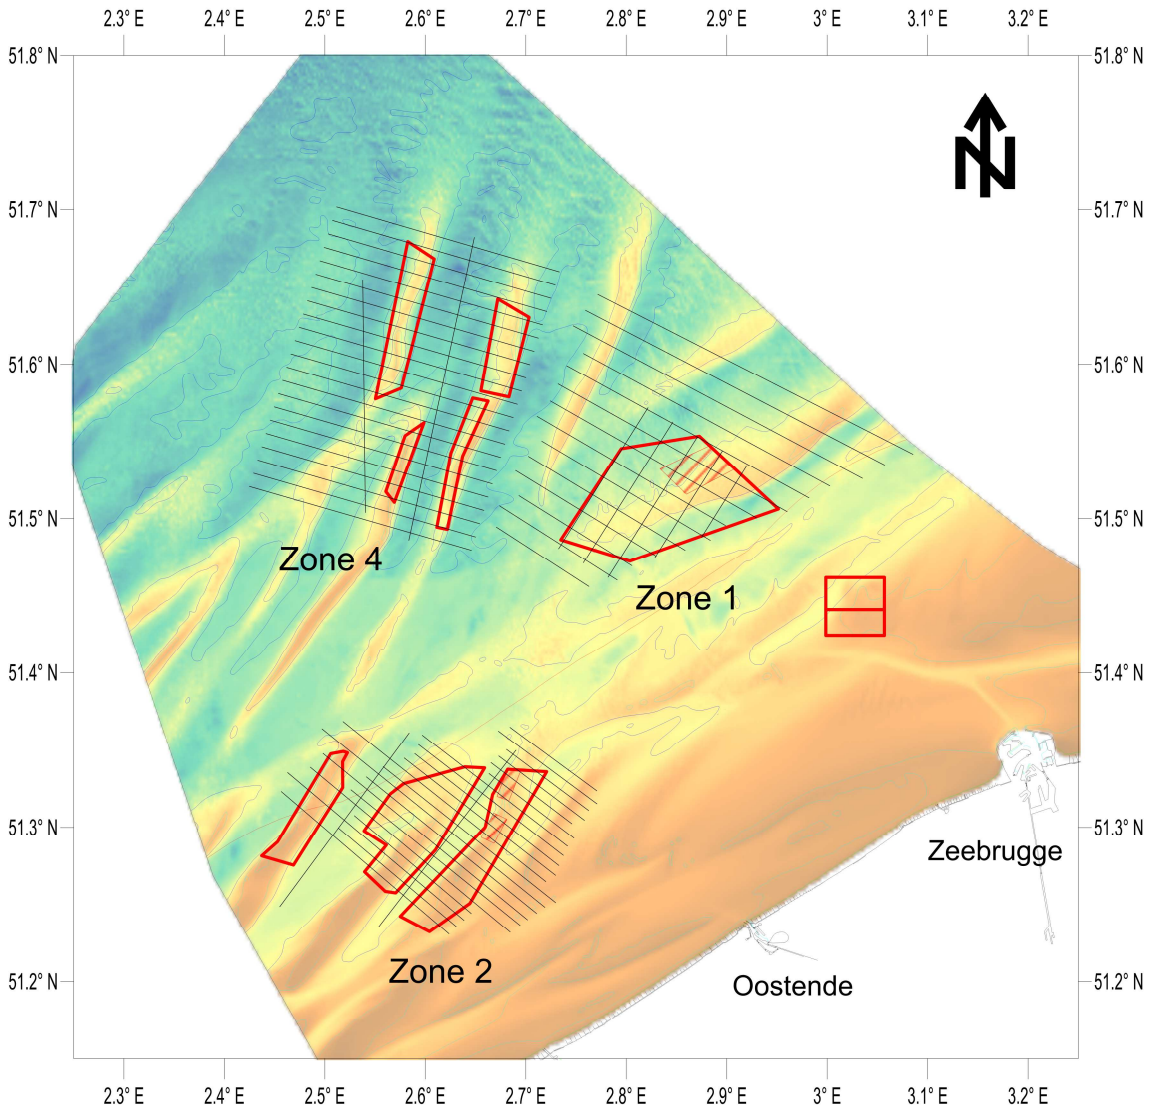 2.3° E 2.4° E 2.5° E 2.6° E 2.7° E 2.8° E 2.9° E 3° E 3.1° E 3.2° E
51.8° N 51.8° N
N
51.7° N 51.7° N
51.6° N 51.6° N
51.5° N 51.5° N
Zone 4
Zone 1
51.4° N 51.4° N
51.3° N 51.3° N
Zeebrugge
Zone 2
51.2° N 51.2° N
Oostende
2.3° E 2.4° E 2.5° E 2.6° E 2.7° E 2.8° E 2.9° E 3° E 3.1° E 3.2° E